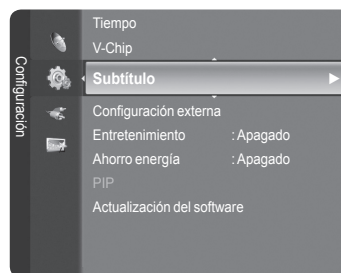 Configuración
Tiempo
V-Chip
Subtítulo
Configuración externa
Entretenimiento : Apagado
Ahorro energía : Apagado
PIP
Actualización del software